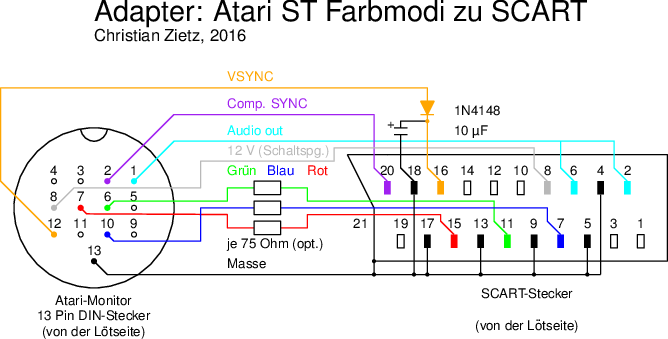 Adapter: Atari ST Farbmodi zu SCART
Christian Zietz, 2016
VSYNC
Comp. SYNC
1N4148
+
10 µF
Audio out
12 V (Schaltspg.)
Grün Blau Rot
4 3 2 1
8 7 6 5
12 11 10 9
13
20 18 16 14 12 10 8 6 4 2
21 19 17 15 13 11 9 7 5 3 1
je 75 Ohm (opt.)
Masse
Atari-Monitor
13 Pin DIN-Stecker
(von der Lötseite)
SCART-Stecker
(von der Lötseite)